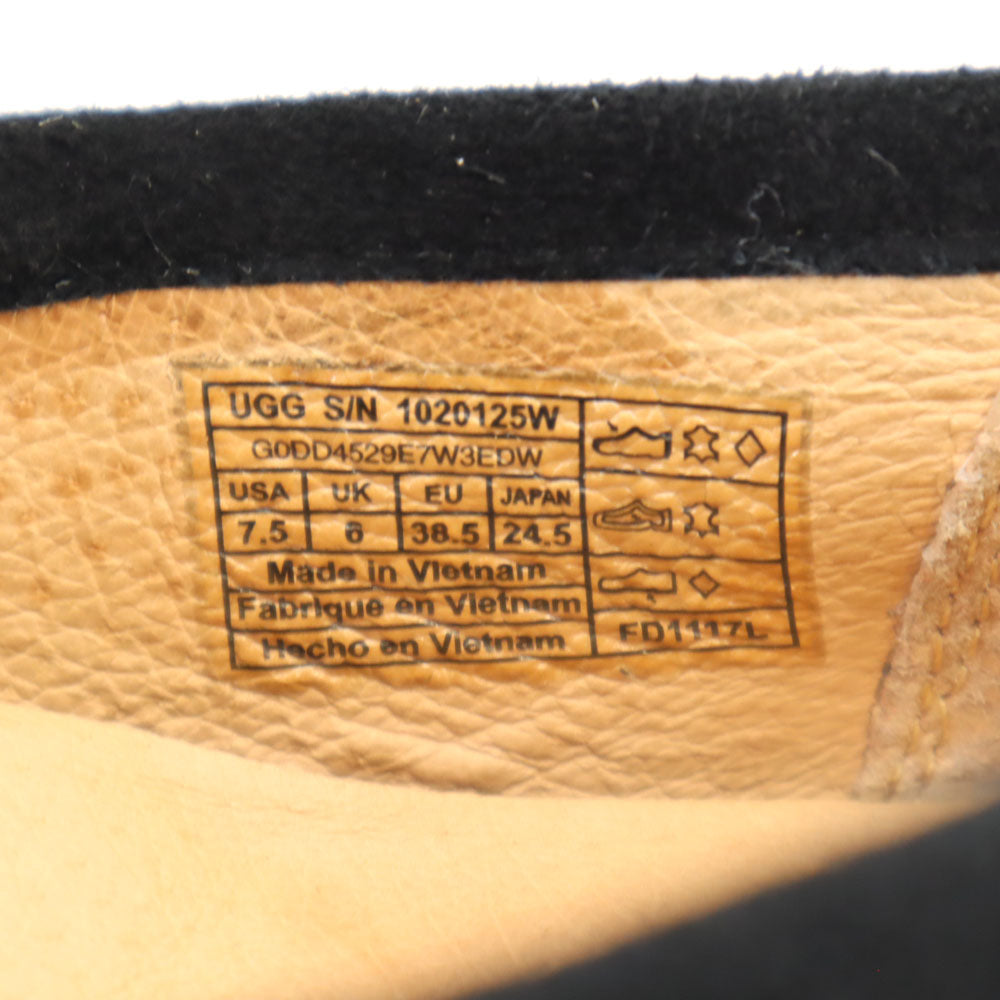 UGG S/N 1020125W
G0DD4529E7W3EDW
USA UK EU JAPAN
7.5 6 38.5 24.5
Made in Vietnam
Fabrique en Vietnam
Hecho en Vietnam
FD1117L